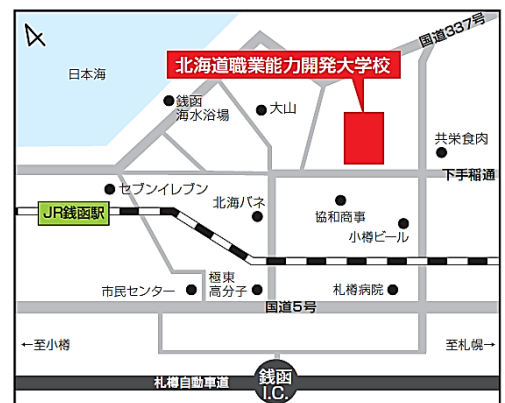 国道337号
北海道職業能力開発大学校
日本海
銭函
海水浴場
大山
共栄食肉
下手稲通
セブンイレブン
北海バネ
協和商事
JR銭函駅
小樽ビール
市民センター
極東
高分子
札樽病院
国道5号
←至小樽
至札幌→
札樽自動車道
銭函
I.C.